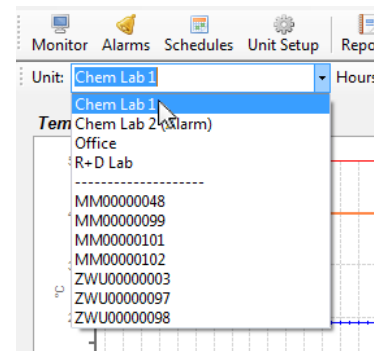 Monitor Alarms Schedules Unit Setup
Unit: Chem Lab 1 Hours
Chem Lab 1
Chem Lab 2 (Alarm)
Office
R+D Lab
--------------------
MM00000048
MM00000099
MM00000101
MM00000102
ZWU00000003
ZWU00000097
ZWU00000098
°C